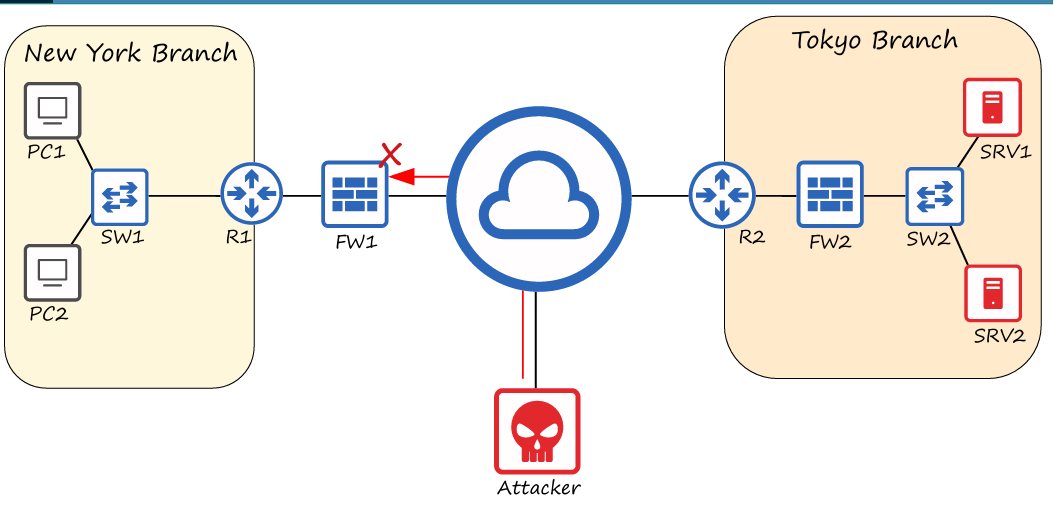 New York Branch
Tokyo Branch
PC1
SRV1
SW1
R1
FW1
R2
FW2
SW2
PC2
SRV2
Attacker